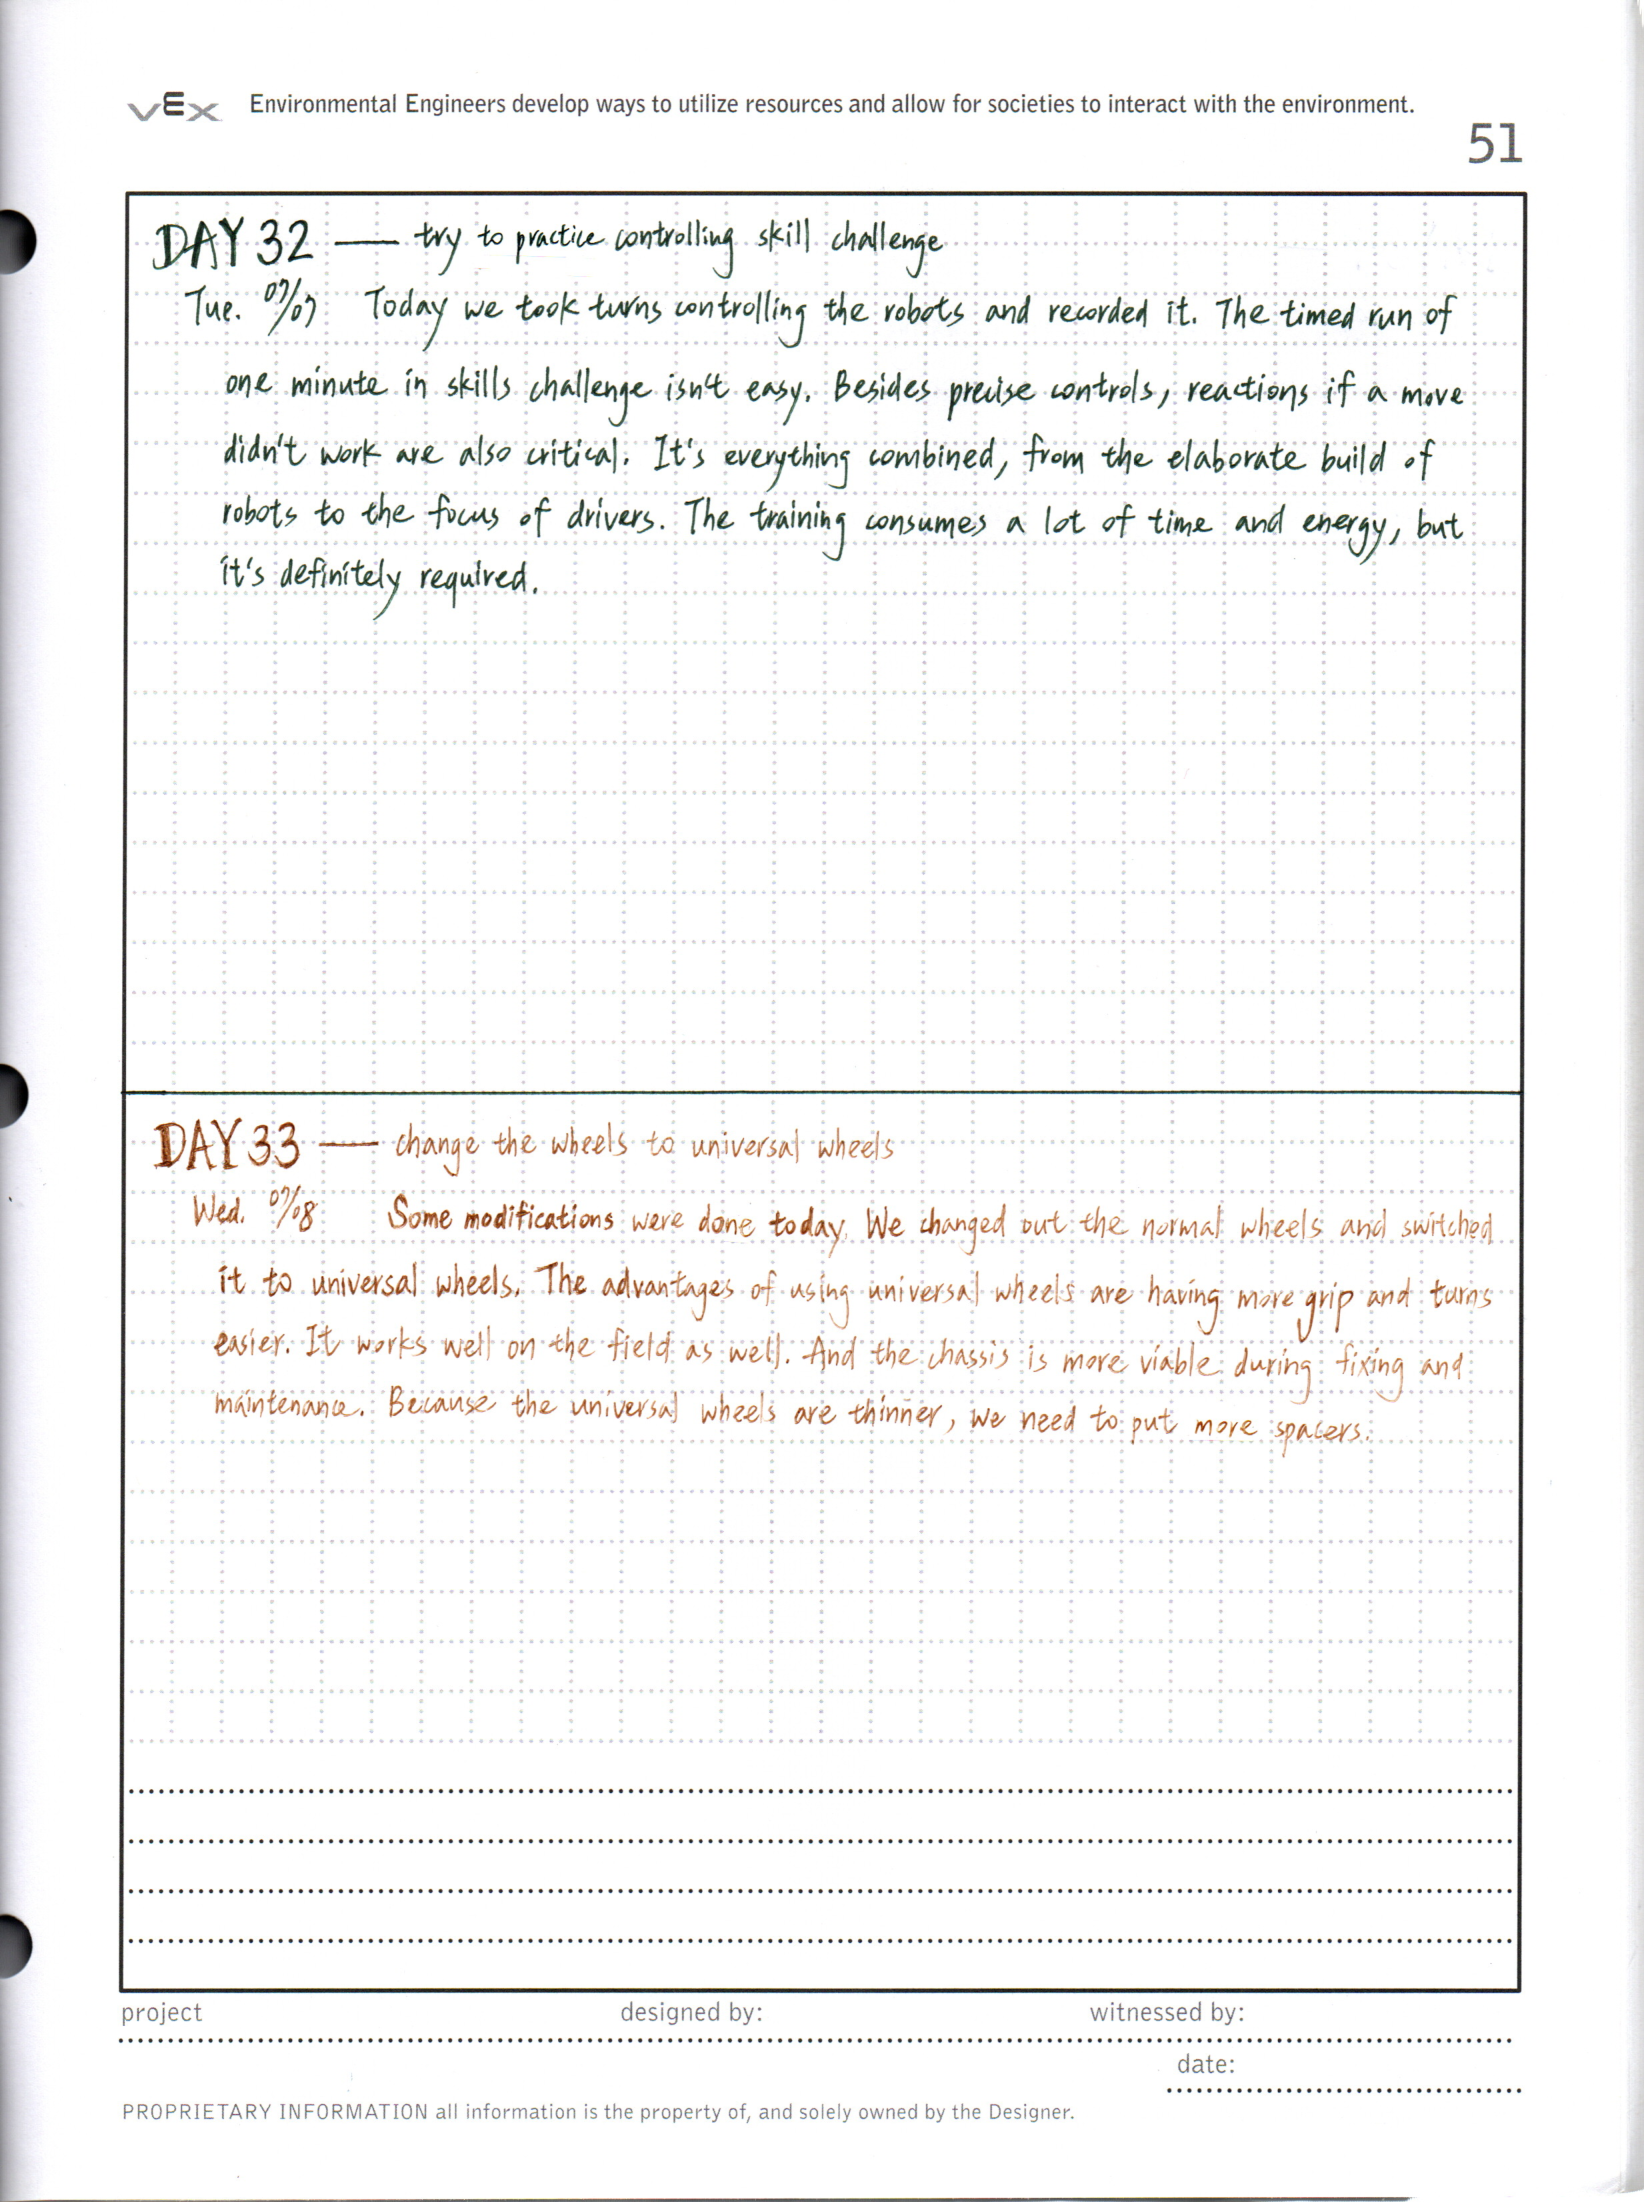 vEx Environmental Engineers develop ways to utilize resources and allow for societies to interact with the environment.
51
DAY 32 — try to practice controlling skill challenge
Tue. 07/07 Today we took turns controlling the robots and recorded it. The timed run of
one minute in skills challenge isn't easy. Besides precise controls, reactions if a move
didn't work are also critical. It's everything combined, from the elaborate build of
robots to the focus of drivers. The training consumes a lot of time and energy, but
it's definitely required.
DAY 33 — change the wheels to universal wheels
Wed. 07/08 Some modifications were done today. We changed out the normal wheels and switched
it to universal wheels. The advantages of using universal wheels are having more grip and turns
easier. It works well on the field as well. And the chassis is more viable during fixing and
maintenance. Because the universal wheels are thinner, we need to put more spacers.
project designed by: witnessed by:
date:
PROPRIETARY INFORMATION all information is the property of, and solely owned by the Designer.